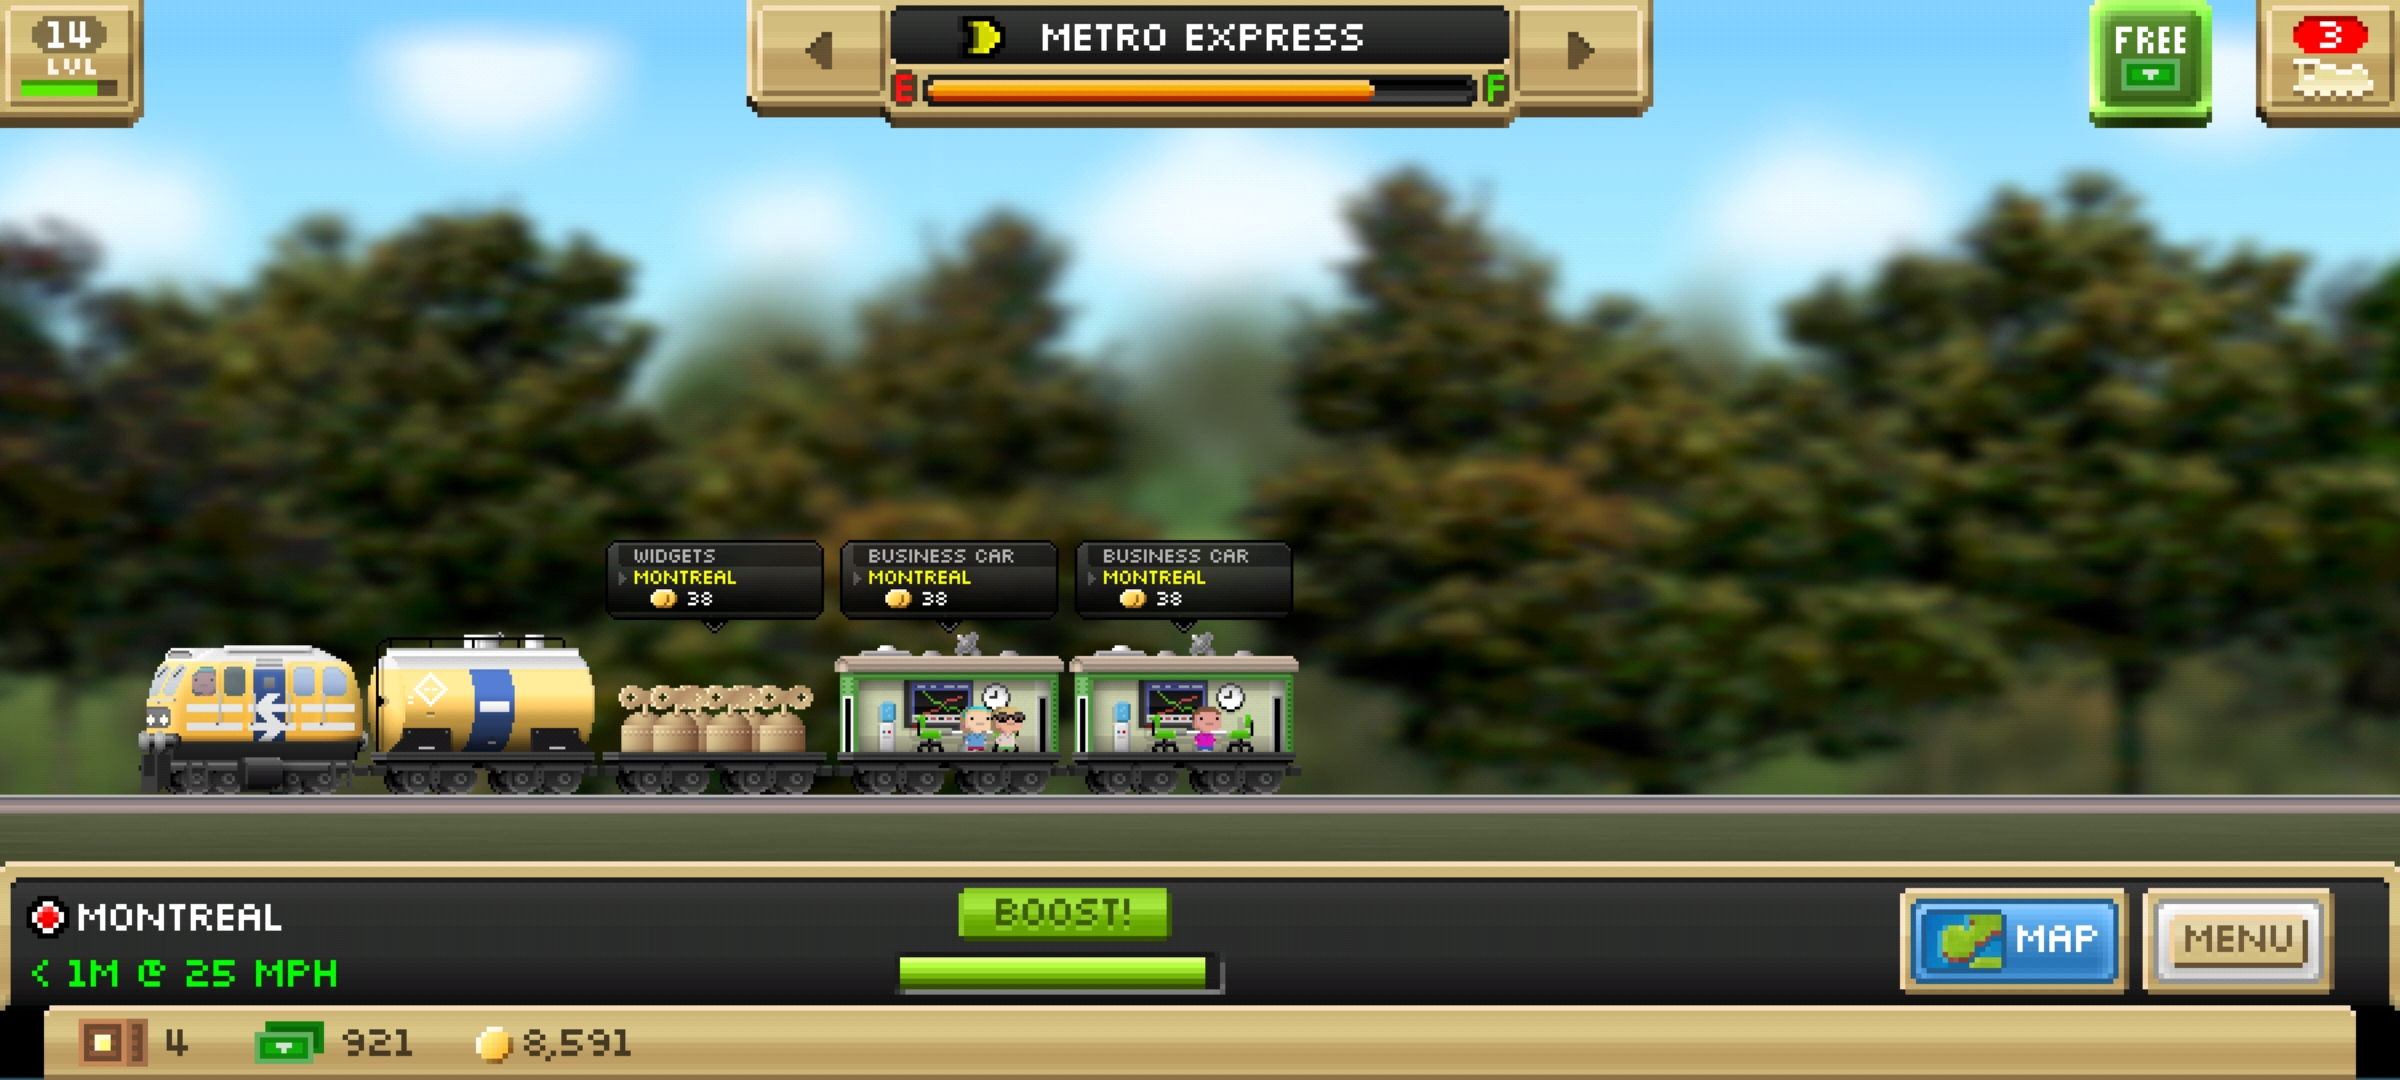 14
LVL
METRO EXPRESS
E F
FREE
3
WIDGETS
MONTREAL
38
BUSINESS CAR
MONTREAL
38
BUSINESS CAR
MONTREAL
38
MONTREAL
< 1M @ 25 MPH
BOOST!
MAP
MENU
4
921
8,591